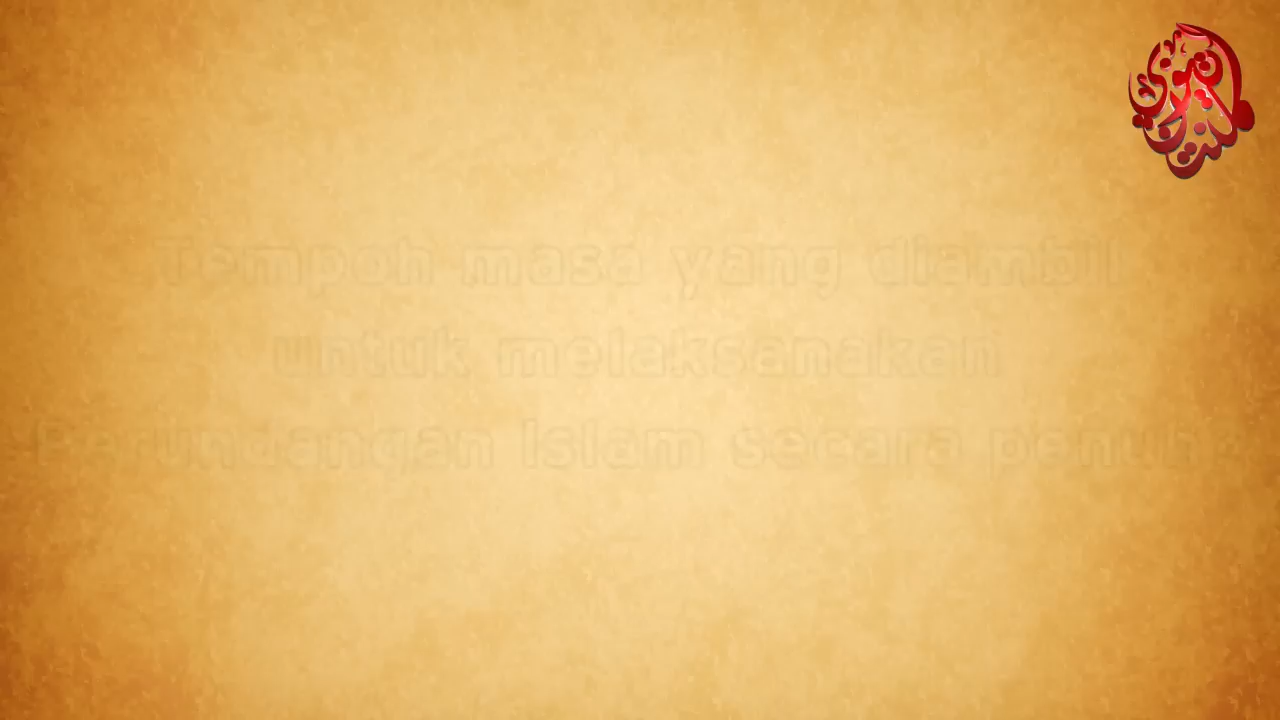 Tempoh masa yang diambil
untuk melaksanakan
Perundangan Islam secara penuh